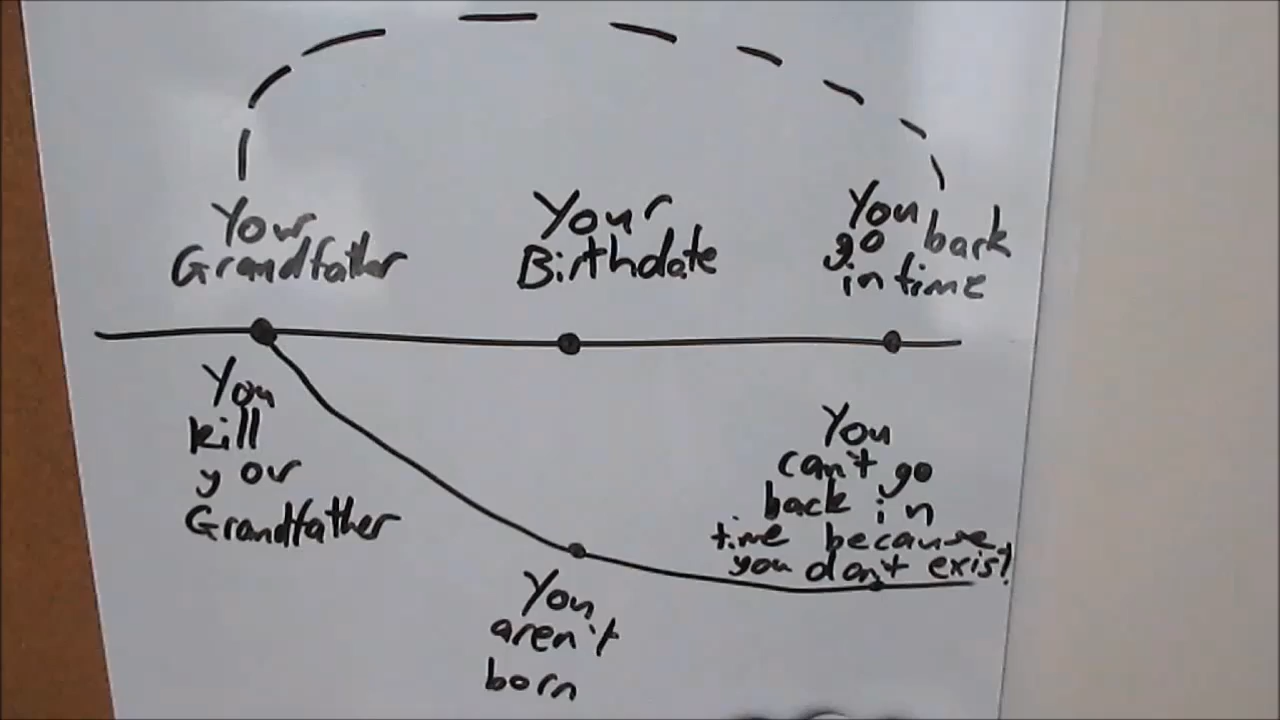 Your
Grandfather
Your
Birthdate
You
go back
in time
You
kill
your
Grandfather
You
aren't
born
You
can't go
back in
time because
you don't exist!